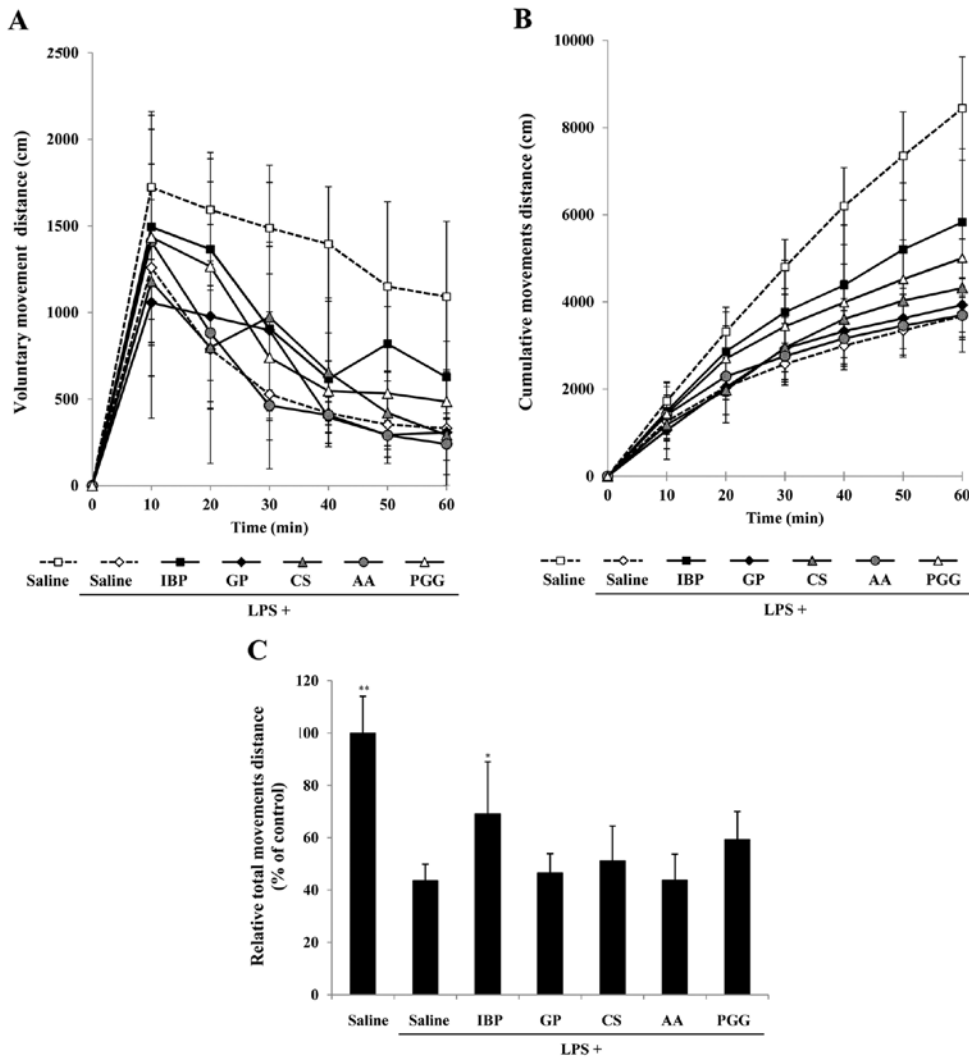 A
Voluntary movement distance (cm)
2500
2000
1500
1000
500
0
0 10 20 30 40 50 60
Time (min)
Saline Saline IBP GP CS AA PGG
LPS +
B
Cumulative movements distance (cm)
10000
8000
6000
4000
2000
0
0 10 20 30 40 50 60
Time (min)
Saline Saline IBP GP CS AA PGG
LPS +
C
Relative total movements distance
(% of control)
120
100
80
60
40
20
0
**
*
Saline Saline IBP GP CS AA PGG
LPS +